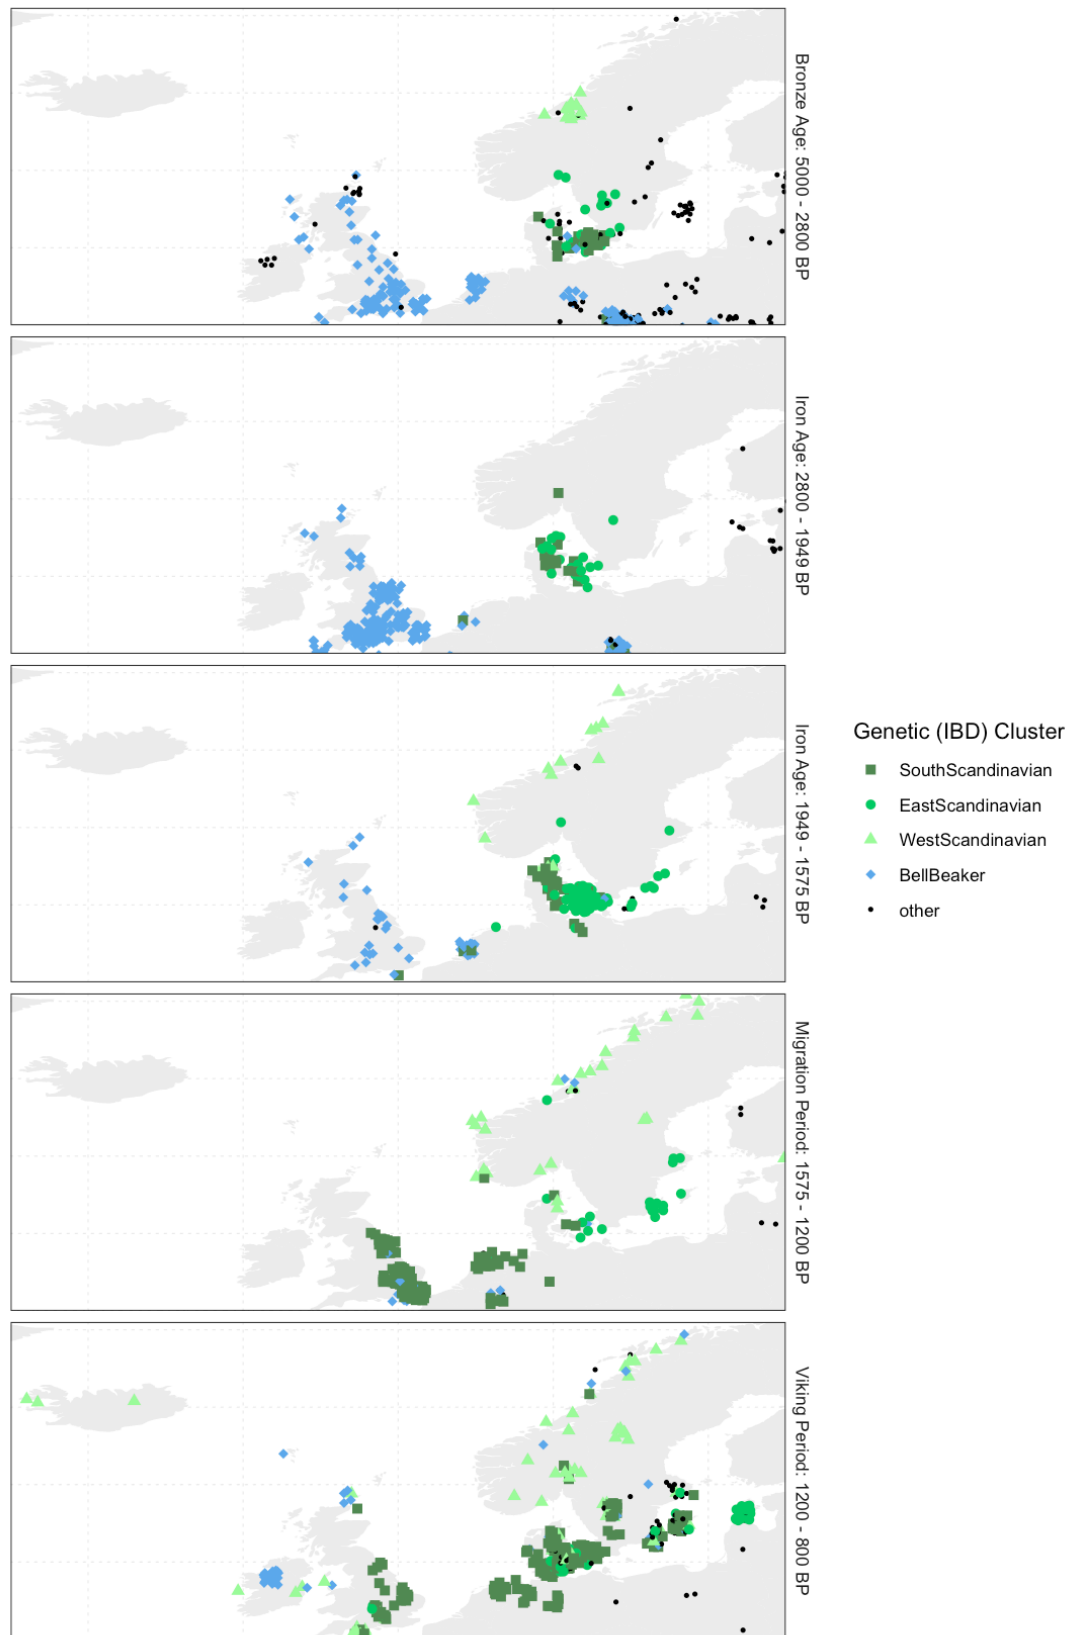 Bronze Age: 5000 - 2800 BP
Iron Age: 2800 - 1949 BP
Iron Age: 1949 - 1575 BP
Migration Period: 1575 - 1200 BP
Viking Period: 1200 - 800 BP
Genetic (IBD) Cluster
SouthScandinavian
EastScandinavian
WestScandinavian
BellBeaker
other